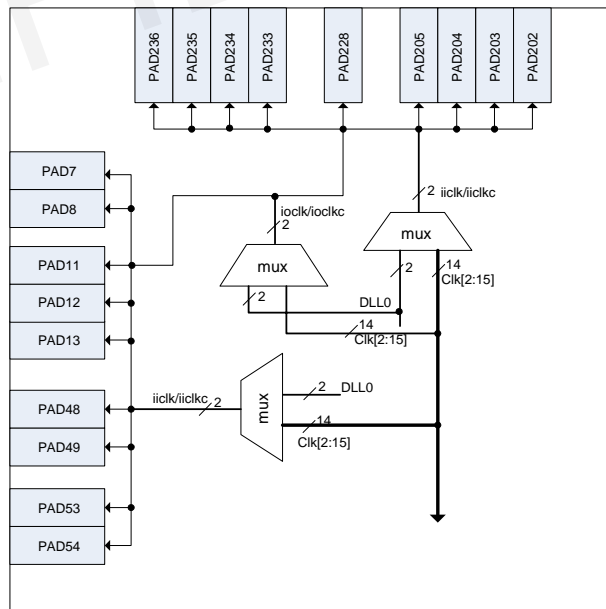 PAD236
PAD235
PAD234
PAD233
PAD228
PAD205
PAD204
PAD203
PAD202
PAD7
PAD8
PAD11
PAD12
PAD13
PAD48
PAD49
PAD53
PAD54
2 iiclk/iiclkc
ioclk/ioclkc
2
mux
mux
2
14
Clk[2:15]
2
DLL0
14
Clk[2:15]
iiclk/iiclkc 2
mux
2 DLL0
14
Clk[2:15]